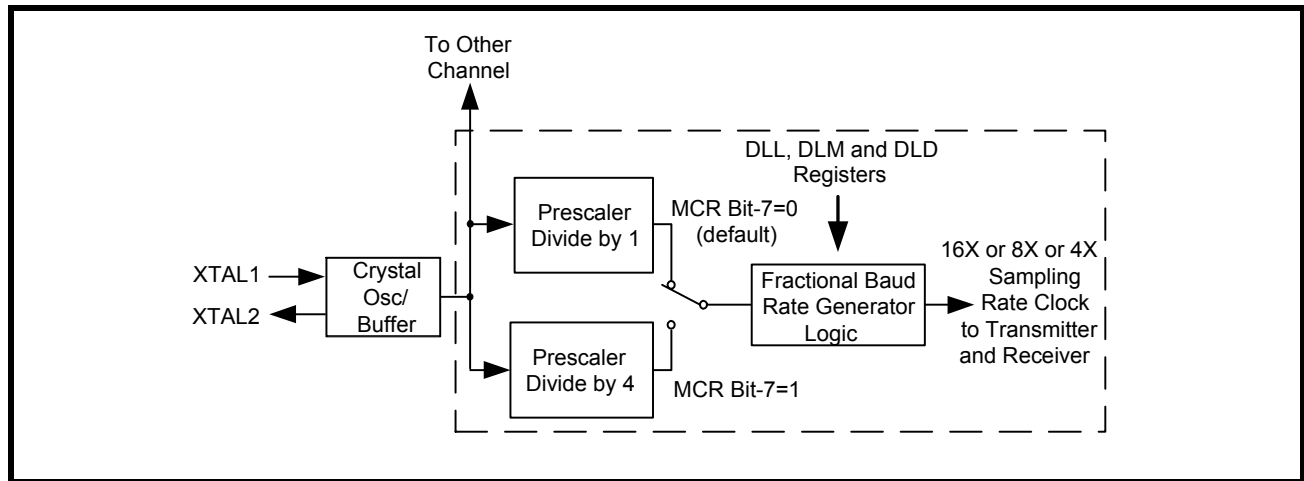 To Other
Channel
DLL, DLM and DLD
Registers
Prescaler
Divide by 1
MCR Bit-7=0
(default)
XTAL1
XTAL2
Crystal
Osc/
Buffer
Fractional Baud
Rate Generator
Logic
16X or 8X or 4X
Sampling
Rate Clock
to Transmitter
and Receiver
Prescaler
Divide by 4
MCR Bit-7=1